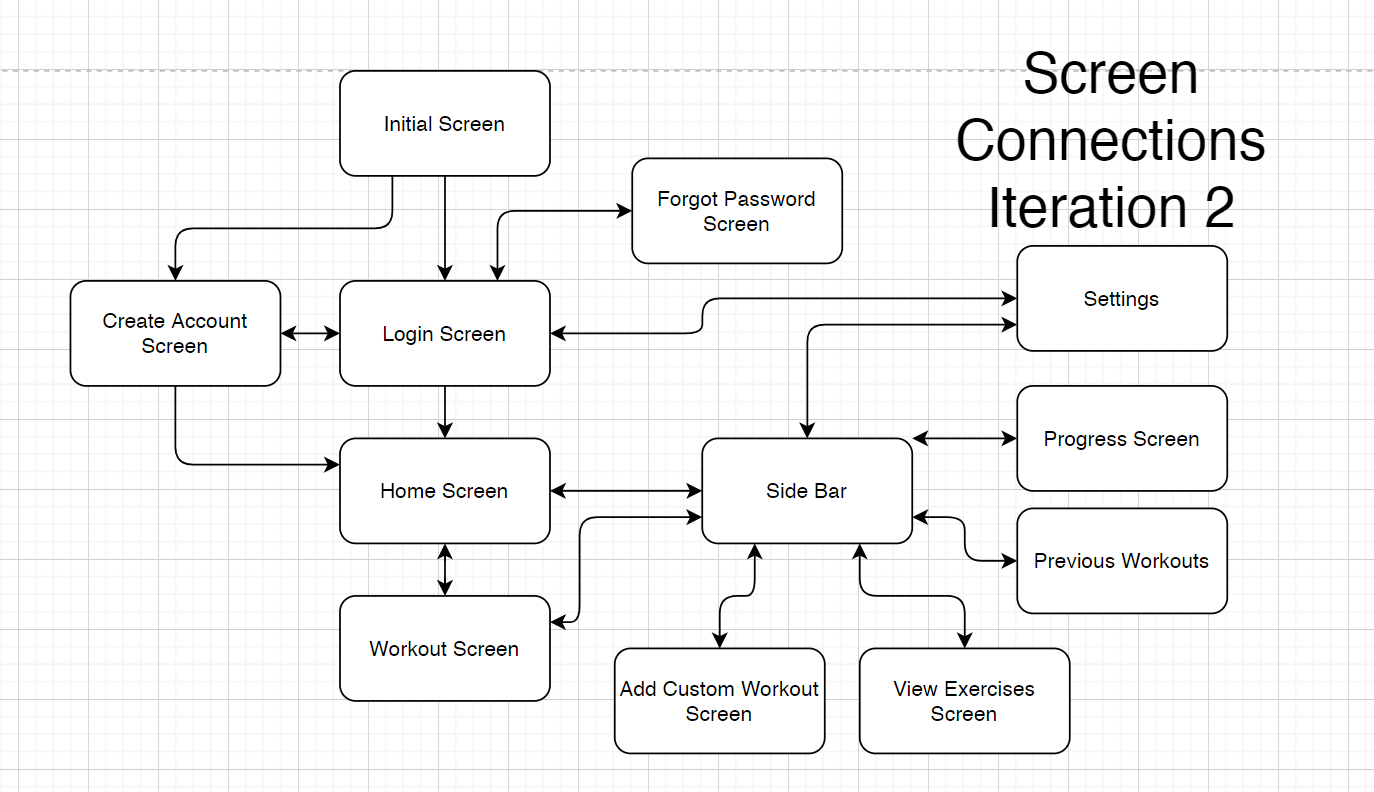 Screen
Connections
Iteration 2
Initial Screen
Forgot Password
Screen
Settings
Create Account
Screen
Login Screen
Progress Screen
Home Screen
Side Bar
Previous Workouts
Workout Screen
Add Custom Workout
Screen
View Exercises
Screen